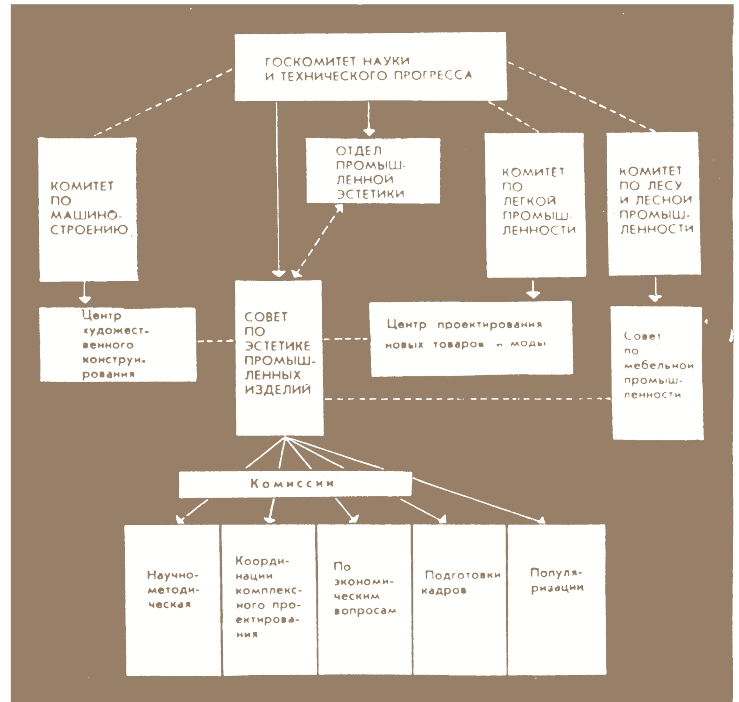 ГОСКОМИТЕТ НАУКИ
И ТЕХНИЧЕСКОГО ПРОГРЕССА
КОМИТЕТ
ПО
МАШИНО-
СТРОЕНИЮ
ОТДЕЛ
ПРОМЫШ-
ЛЕННОЙ
ЭСТЕТИКИ
КОМИТЕТ
ПО
ЛЕГКОЙ
ПРОМЫШ-
ЛЕННОСТИ
КОМИТЕТ
ПО ЛЕСУ
И ЛЕСНОЙ
ПРОМЫШ-
ЛЕННОСТИ
Центр
художест-
венного
конструи-
рования
СОВЕТ
ПО
ЭСТЕТИКЕ
ПРОМЫШ-
ЛЕННЫХ
ИЗДЕЛИЙ
Центр проектирования
новых товаров и моды
Совет
по
мебельной
промыш-
ленности
Комиссии
Научно-
методи-
ческая
Коорди-
нации
комплекс-
ного про-
ектирова-
ния
По
экономи-
ческим
вопросам
Подготовки
кадров
Популя-
ризации